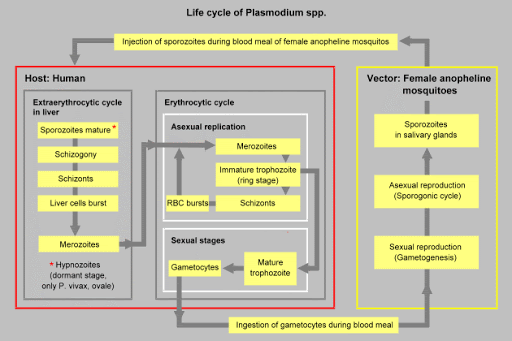 Life cycle of Plasmodium spp.
Injection of sporozoites during blood meal of female anopheline mosquitos
Host: Human
Extraerythrocytic cycle
in liver
Sporozoites mature *
Schizogony
Schizonts
Liver cells burst
Merozoites
* Hypnozoites
(dormant stage,
only P. vivax, ovale)
Erythrocytic cycle
Asexual replication
Merozoites
Immature trophozoite
(ring stage)
RBC bursts
Schizonts
Sexual stages
Gametocytes
Mature
trophozoite
Vector: Female anopheline
mosquitoes
Sporozoites
in salivary glands
Asexual reproduction
(Sporogonic cycle)
Sexual reproduction
(Gametogenesis)
Ingestion of gametocytes during blood meal